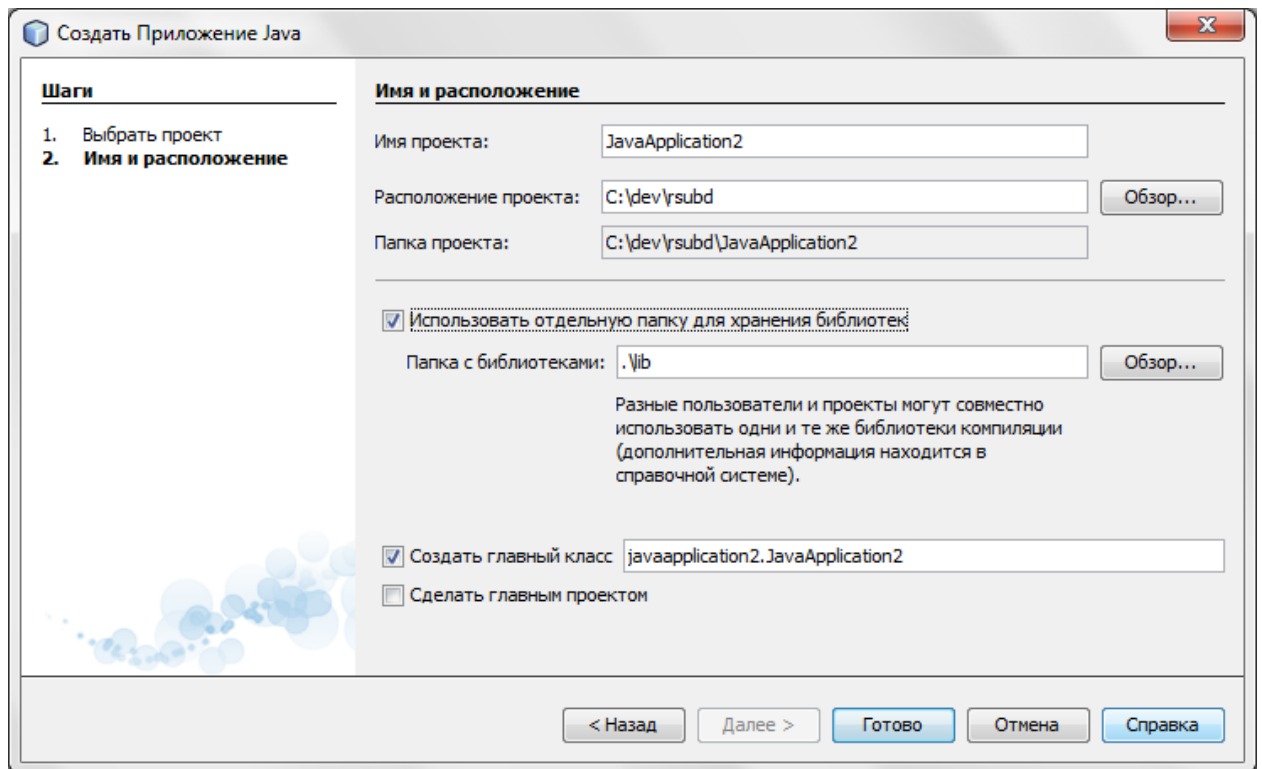 Создать Приложение Java
Шаги
1. Выбрать проект
2. Имя и расположение
Имя и расположение
Имя проекта: JavaApplication2
Расположение проекта: C:\dev\rsubd Обзор...
Папка проекта: C:\dev\rsubd\JavaApplication2
Использовать отдельную папку для хранения библиотек
Папка с библиотеками: .\lib Обзор...
Разные пользователи и проекты могут совместно
использовать одни и те же библиотеки компиляции
(дополнительная информация находится в
справочной системе).
Создать главный класс javaapplication2.JavaApplication2
Сделать главным проектом
< Назад Далее > Готово Отмена Справка